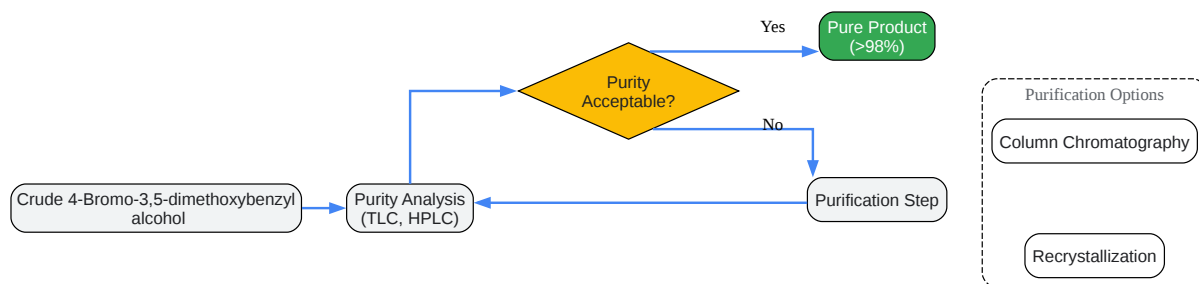 Yes
Pure Product
(>98%)
Purity
Acceptable?
No
Purification Options
Column Chromatography
Crude 4-Bromo-3,5-dimethoxybenzyl
alcohol
Purity Analysis
(TLC, HPLC)
Purification Step
Recrystallization